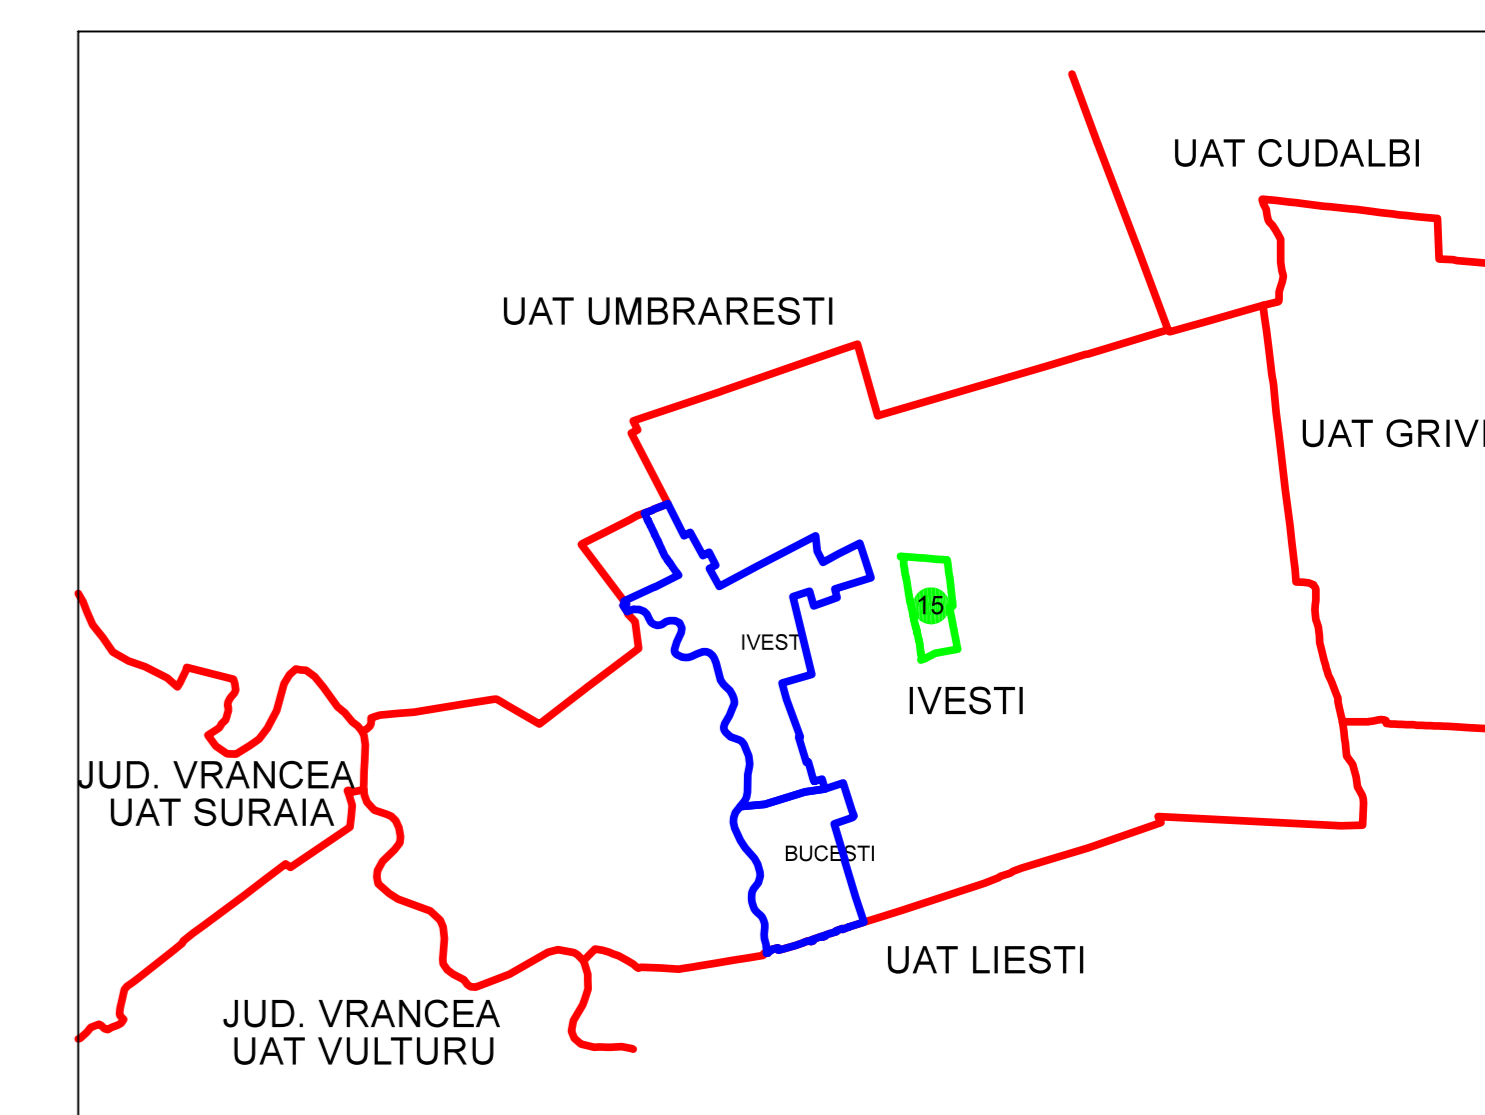 UAT CUDALBI
UAT UMBRARESTI
UAT GRIVI
15
IVEST
IVESTI
JUD. VRANCEA
UAT SURAIA
BUCESTI
UAT LIESTI
JUD. VRANCEA
UAT VULTURU